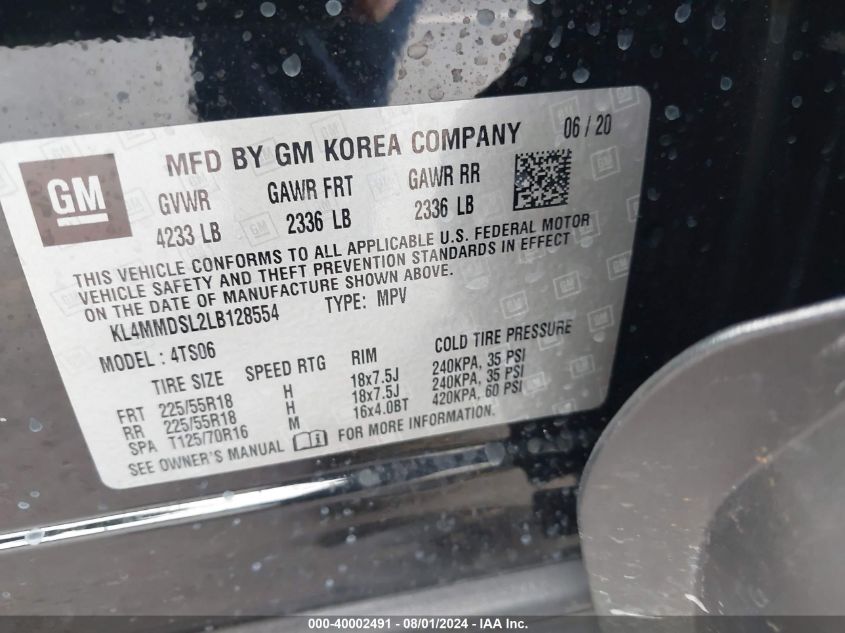 GM
MFD BY GM KOREA COMPANY 06 / 20
GVWR GAWR FRT GAWR RR
4233 LB 2336 LB 2336 LB
THIS VEHICLE CONFORMS TO ALL APPLICABLE U.S. FEDERAL MOTOR
VEHICLE SAFETY AND THEFT PREVENTION STANDARDS IN EFFECT
ON THE DATE OF MANUFACTURE SHOWN ABOVE.
KL4MMDSL2LB128554 TYPE: MPV
MODEL : 4TS06
TIRE SIZE SPEED RTG RIM COLD TIRE PRESSURE
FRT 225/55R18 H 18x7.5J 240KPA, 35 PSI
RR 225/55R18 H 18x7.5J 240KPA, 35 PSI
SPA T125/70R16 M 16x4.0BT 420KPA, 60 PSI
SEE OWNER'S MANUAL FOR MORE INFORMATION.
000-40002491 - 08/01/2024 - IAA Inc.